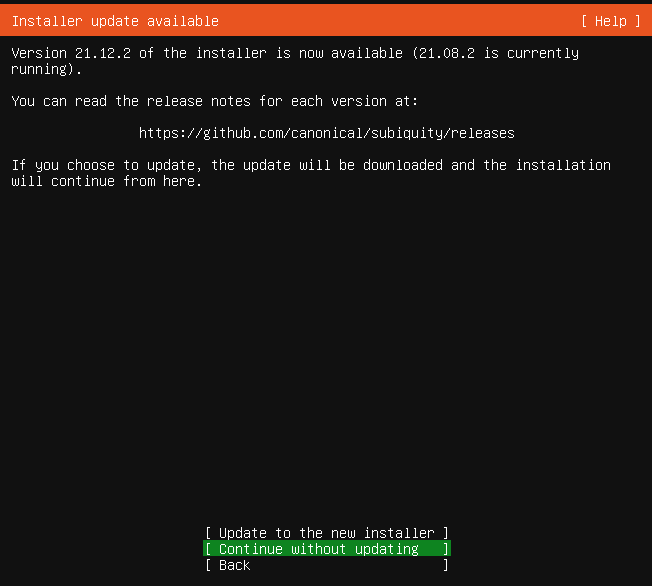 Installer update available [ Help ]
Version 21.12.2 of the installer is now available (21.08.2 is currently
running).
You can read the release notes for each version at:
https://github.com/canonical/subiquity/releases
If you choose to update, the update will be downloaded and the installation
will continue from here.
[ Update to the new installer ]
[ Continue without updating ]
[ Back ]